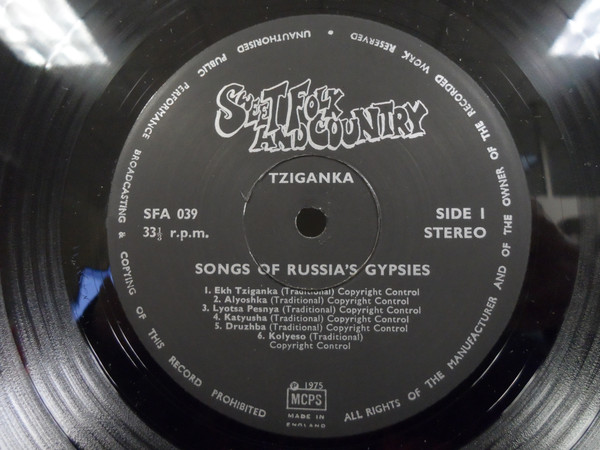 UNAUTHORISED PUBLIC PERFORMANCE BROADCASTING & COPYING OF THIS RECORD PROHIBITED
ALL RIGHTS OF THE MANUFACTURER AND OF THE OWNER OF THE RECORDED WORK RESERVED •
SWEET FOLK
AND COUNTRY
TZIGANKA
SFA 039
SIDE 1
33⅓ r.p.m.
STEREO
SONGS OF RUSSIA'S GYPSIES
1. Ekh Tziganka (Traditional) Copyright Control
2. Alyoshka (Traditional) Copyright Control
3. Lyotsa Pesnya (Traditional) Copyright Control
4. Katyusha (Traditional) Copyright Control
5. Druzhba (Traditional) Copyright Control
6. Kolyeso (Traditional)
Copyright Control
℗ 1975
MCPS
MADE IN
ENGLAND